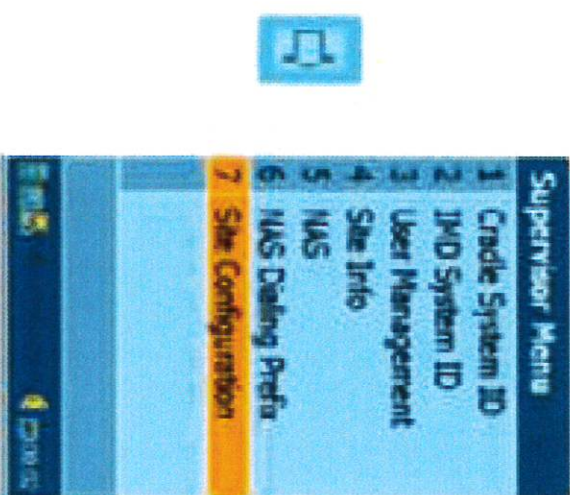 Supervisor Menu
1 Cradle System ID
2 IMD System ID
3 User Management
4 Site Info
5 NAS
6 NAS Dialing Prefix
7 Site Configuration